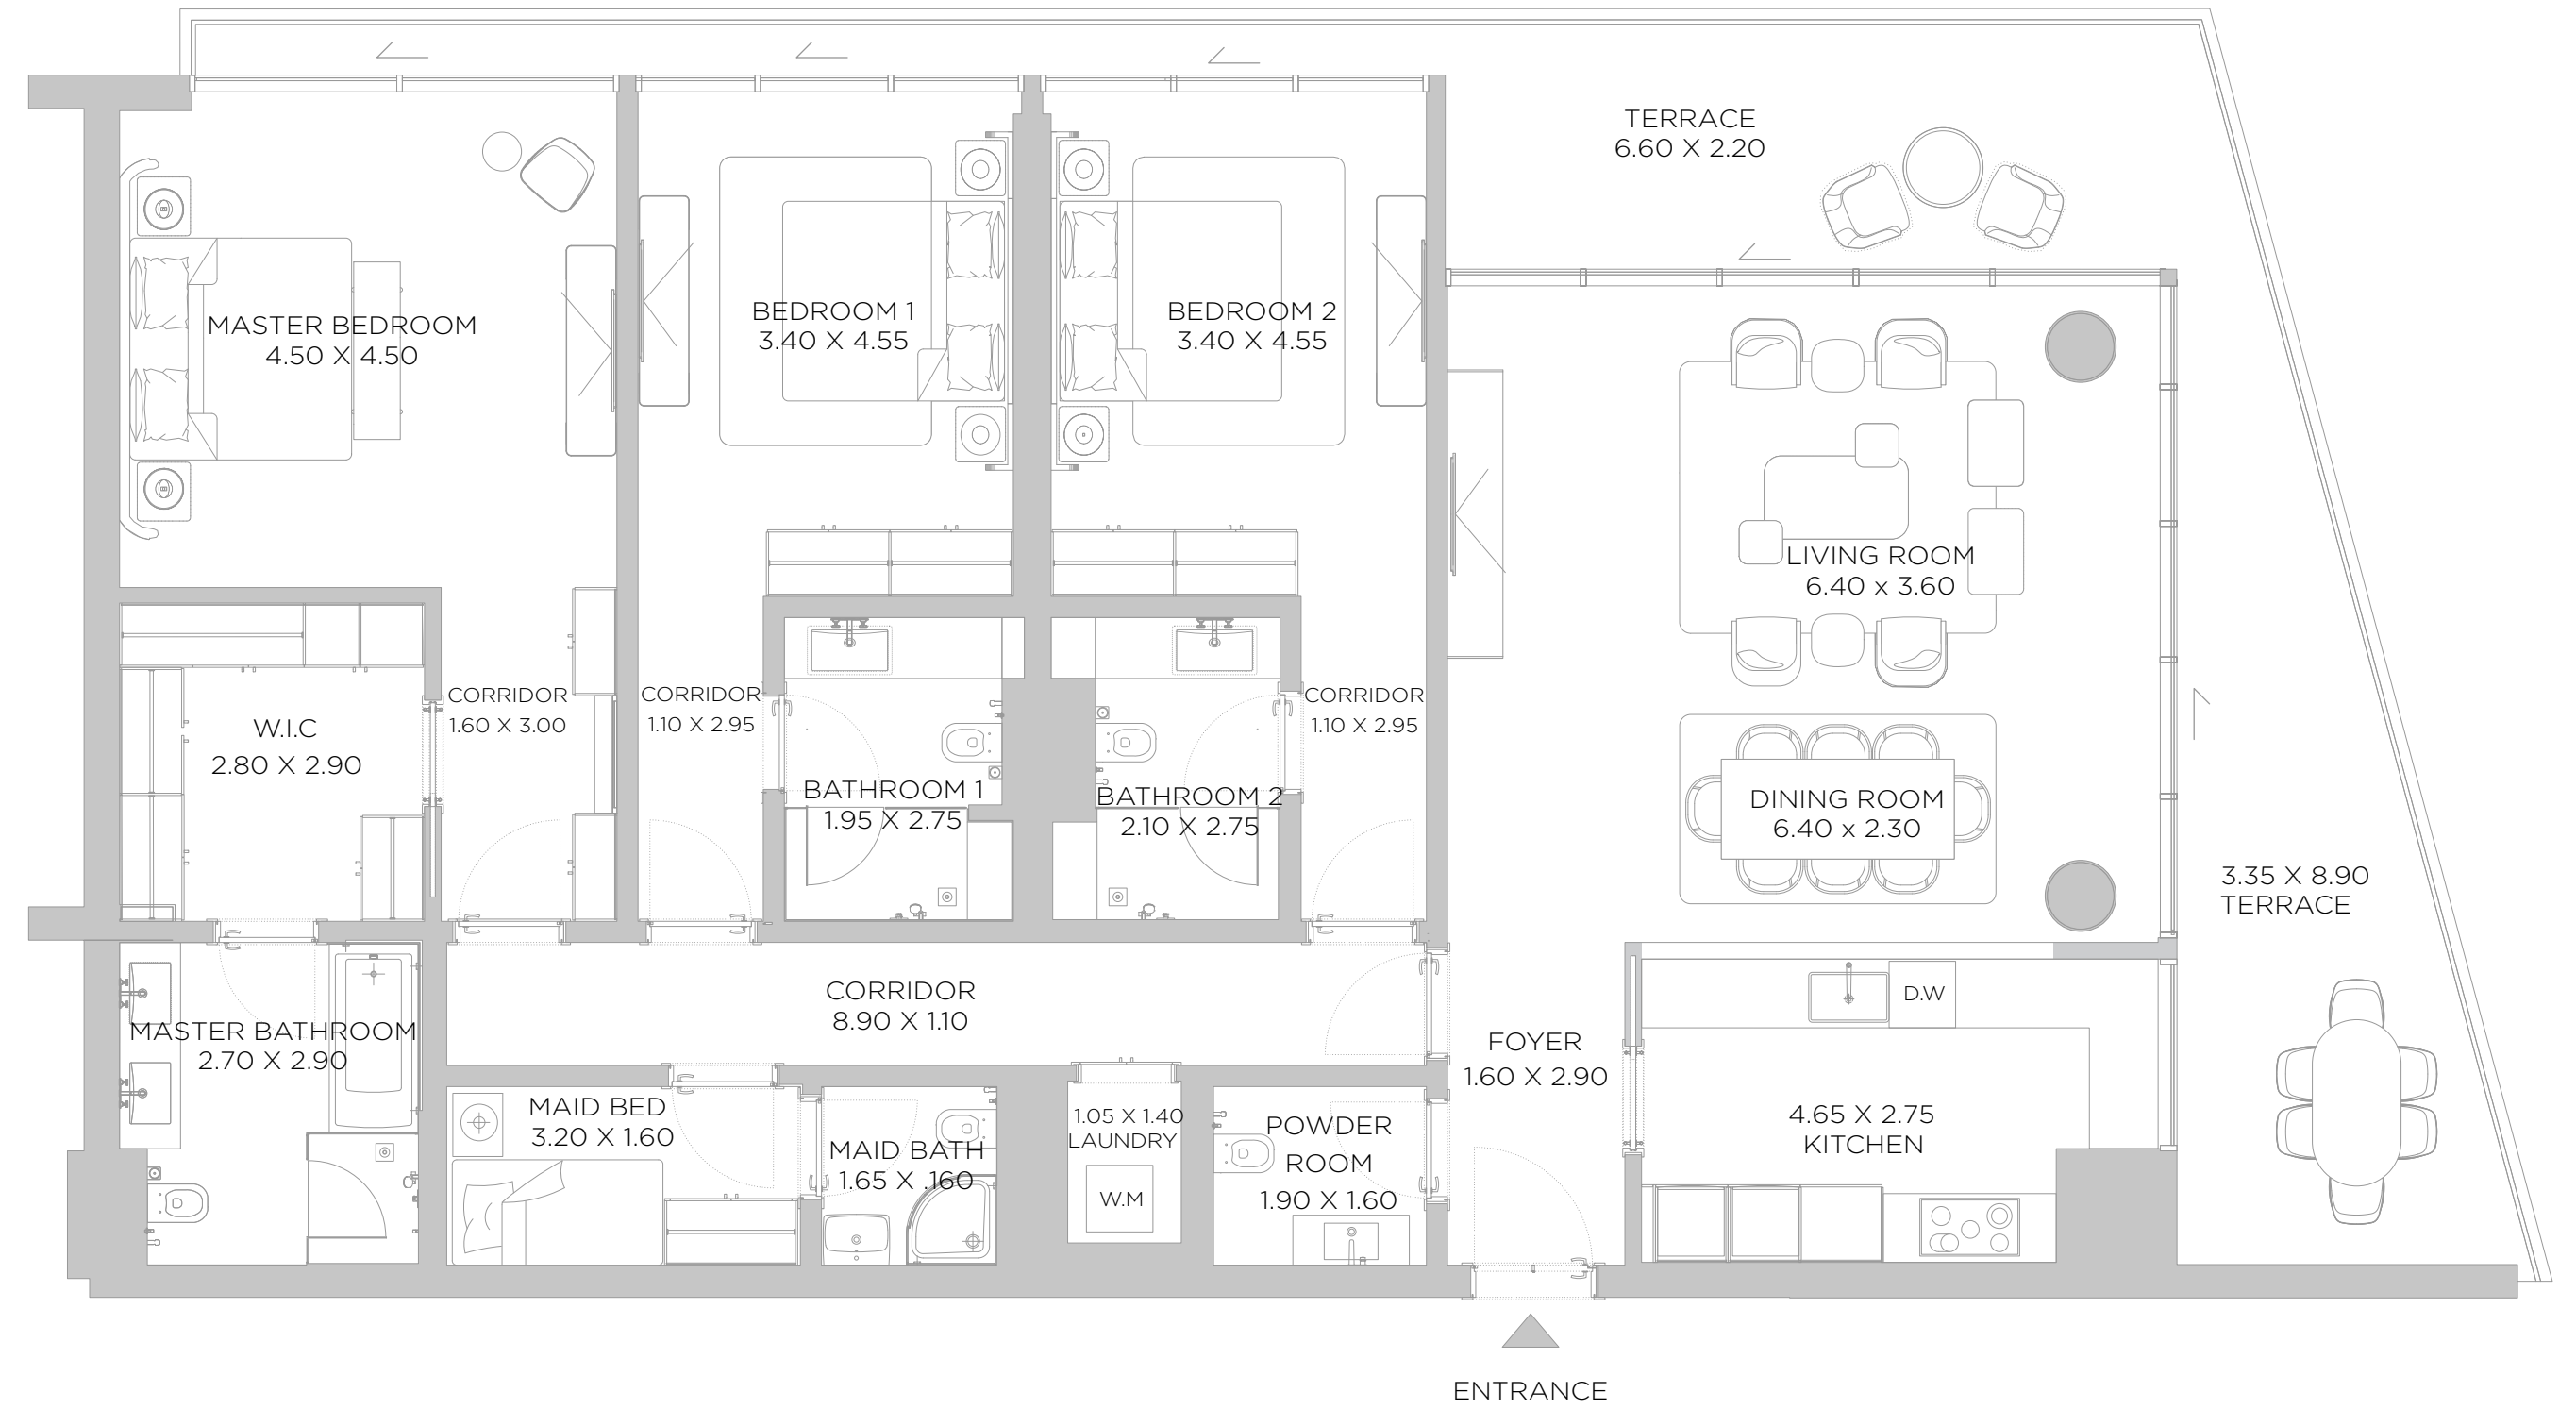 TERRACE
6.60 X 2.20
MASTER BEDROOM
4.50 X 4.50
BEDROOM 1
3.40 X 4.55
BEDROOM 2
3.40 X 4.55
LIVING ROOM
6.40 x 3.60
W.I.C
2.80 X 2.90
CORRIDOR
1.60 X 3.00
CORRIDOR
1.10 X 2.95
BATHROOM 1
1.95 X 2.75
BATHROOM 2
2.10 X 2.75
CORRIDOR
1.10 X 2.95
DINING ROOM
6.40 x 2.30
3.35 X 8.90
TERRACE
MASTER BATHROOM
2.70 X 2.90
CORRIDOR
8.90 X 1.10
FOYER
1.60 X 2.90
D.W
4.65 X 2.75
KITCHEN
MAID BED
3.20 X 1.60
MAID BATH
1.65 X .160
1.05 X 1.40
LAUNDRY
W.M
POWDER
ROOM
1.90 X 1.60
ENTRANCE